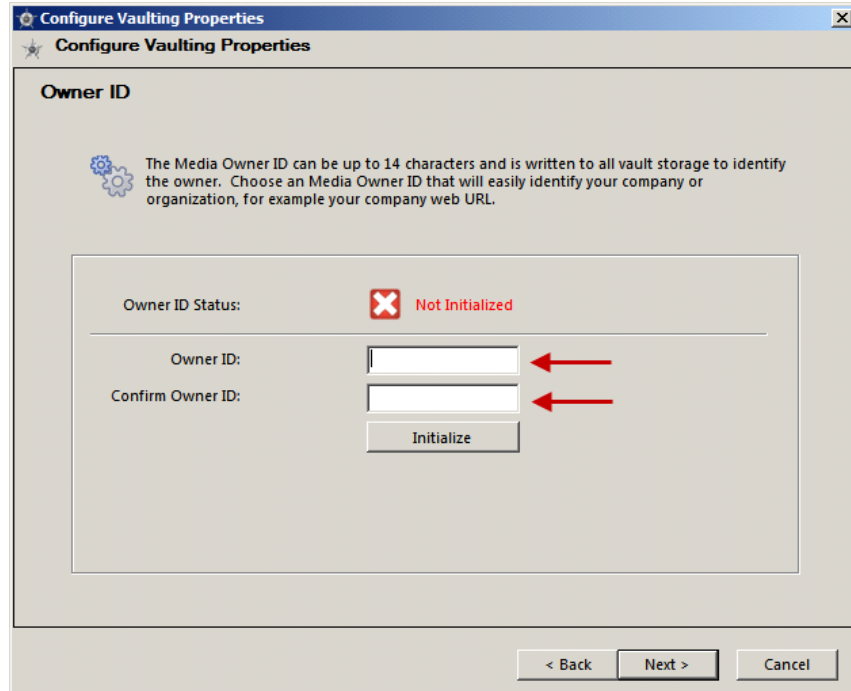 Configure Vaulting Properties
Configure Vaulting Properties
Owner ID
The Media Owner ID can be up to 14 characters and is written to all vault storage to identify
the owner. Choose an Media Owner ID that will easily identify your company or
organization, for example your company web URL.
Owner ID Status: Not Initialized
Owner ID:
Confirm Owner ID:
Initialize
< Back Next > Cancel